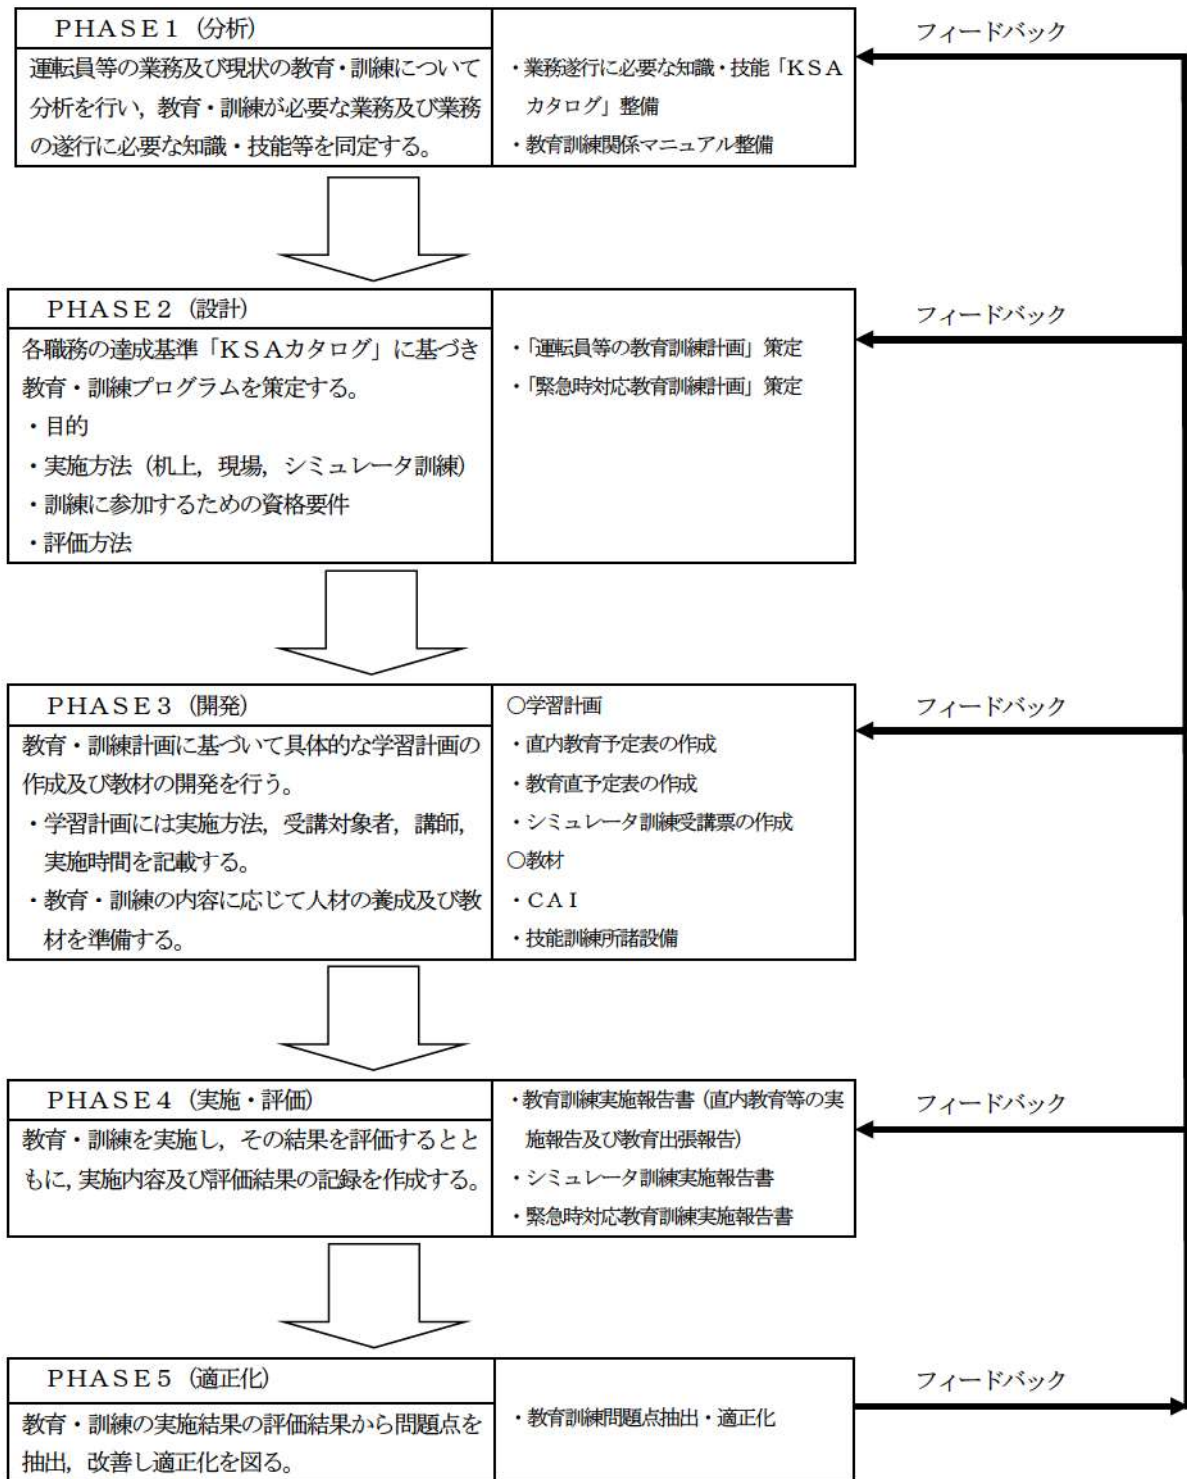 PHASE1（分析）
運転員等の業務及び現状の教育・訓練について
分析を行い，教育・訓練が必要な業務及び業務
の遂行に必要な知識・技能等を同定する。
・業務遂行に必要な知識・技能「KSA
カタログ」整備
・教育訓練関係マニュアル整備
フィードバック
PHASE2（設計）
各職務の達成基準「KSAカタログ」に基づき
教育・訓練プログラムを策定する。
・目的
・実施方法（机上，現場，シミュレータ訓練）
・訓練に参加するための資格要件
・評価方法
・「運転員等の教育訓練計画」策定
・「緊急時対応教育訓練計画」策定
フィードバック
PHASE3（開発）
教育・訓練計画に基づいて具体的な学習計画の
作成及び教材の開発を行う。
・学習計画には実施方法，受講対象者，講師，
実施時間を記載する。
・教育・訓練の内容に応じて人材の養成及び教
材を準備する。
○学習計画
・直内教育予定表の作成
・教育直予定表の作成
・シミュレータ訓練受講票の作成
○教材
・CAI
・技能訓練所諸設備
フィードバック
PHASE4（実施・評価）
教育・訓練を実施し，その結果を評価するとと
もに，実施内容及び評価結果の記録を作成する。
・教育訓練実施報告書（直内教育等の実
施報告及び教育出張報告）
・シミュレータ訓練実施報告書
・緊急時対応教育訓練実施報告書
フィードバック
PHASE5（適正化）
教育・訓練の実施結果の評価結果から問題点を
抽出，改善し適正化を図る。
・教育訓練問題点抽出・適正化
フィードバック